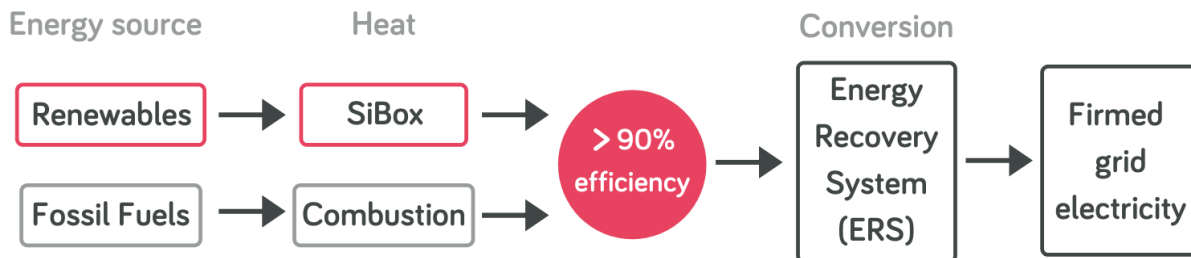 Energy source
Heat
Conversion
Renewables
SiBox
Fossil Fuels
Combustion
> 90%
efficiency
Energy
Recovery
System
(ERS)
Firmed
grid
electricity